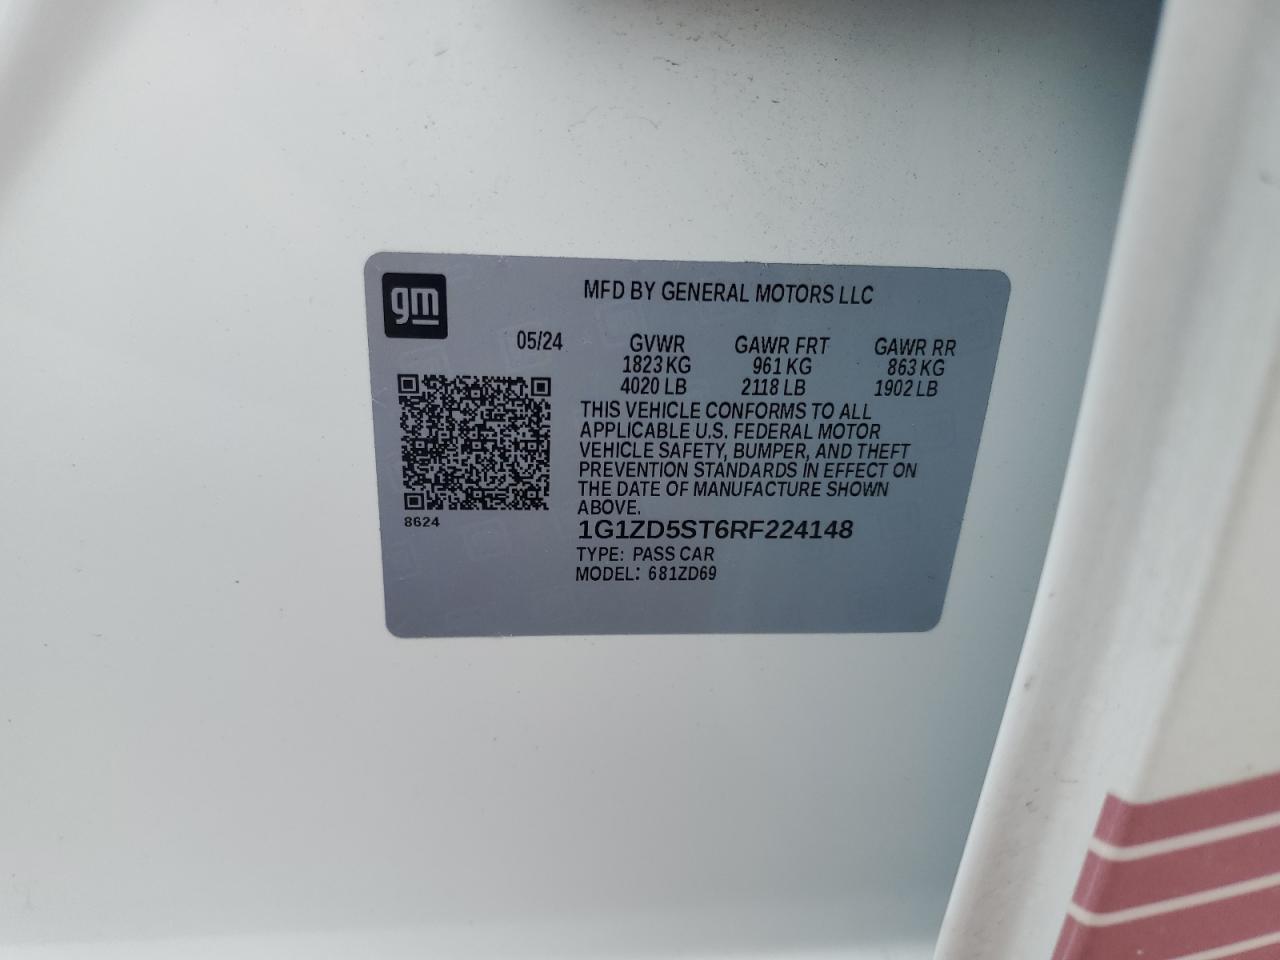 gm
MFD BY GENERAL MOTORS LLC
05/24 GVWR GAWR FRT GAWR RR
1823 KG 961 KG 863 KG
4020 LB 2118 LB 1902 LB
THIS VEHICLE CONFORMS TO ALL
APPLICABLE U.S. FEDERAL MOTOR
VEHICLE SAFETY, BUMPER, AND THEFT
PREVENTION STANDARDS IN EFFECT ON
THE DATE OF MANUFACTURE SHOWN
ABOVE.
8624
1G1ZD5ST6RF224148
TYPE: PASS CAR
MODEL: 681ZD69